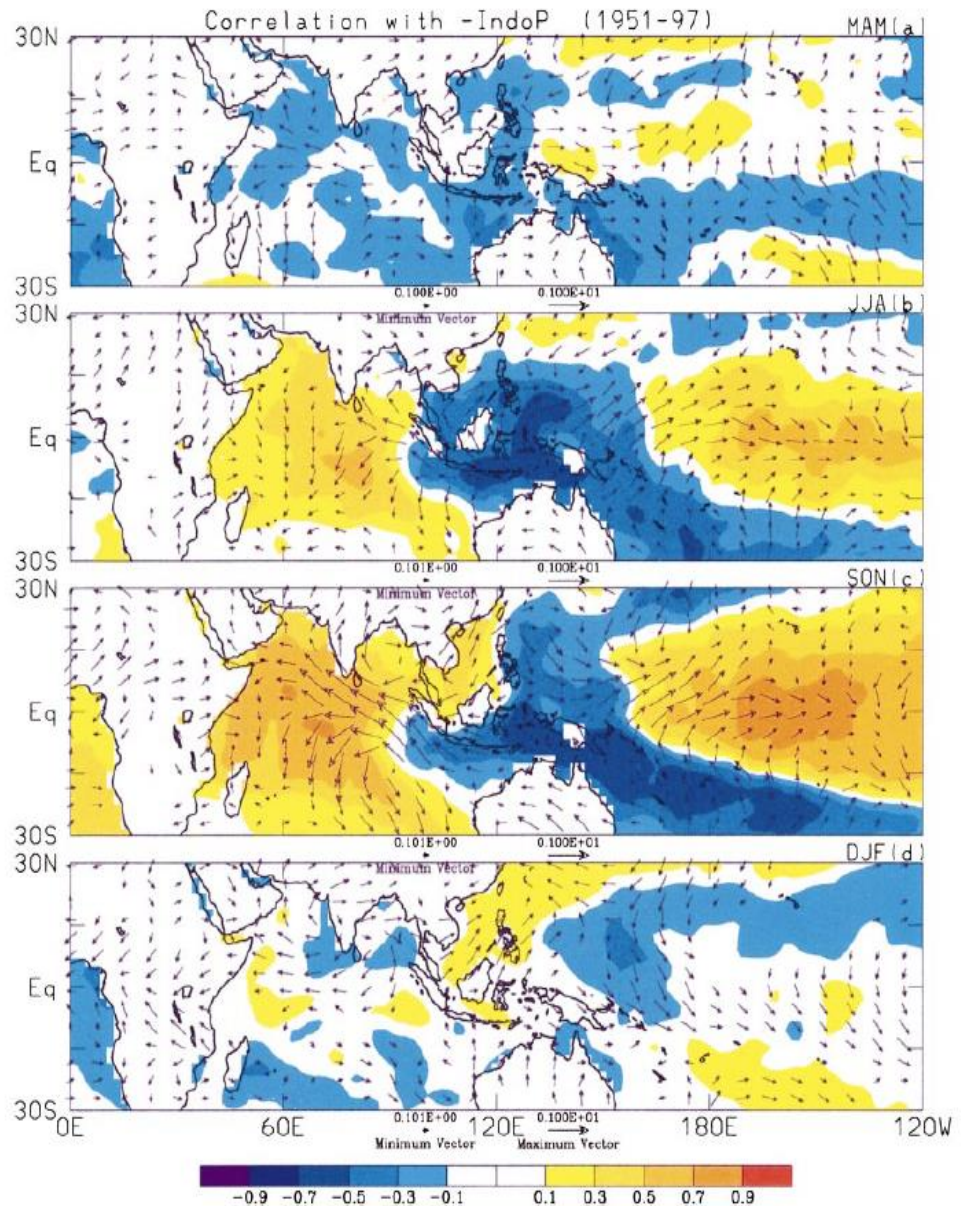 Correlation with -IndoP (1951-97)
MAM(a)
30N
Eq
30S
0.100E+00 0.100E+01
Minimum Vector
JJA(b)
30N
Eq
30S
0.101E+00 0.100E+01
Minimum Vector
SON(c)
30N
Eq
30S
0.101E+00 0.100E+01
Minimum Vector
DJF(d)
30N
Eq
30S
0E 60E 120E 180E 120W
0.101E+00 0.100E+01
Minimum Vector Maximum Vector
-0.9 -0.7 -0.5 -0.3 -0.1 0.1 0.3 0.5 0.7 0.9